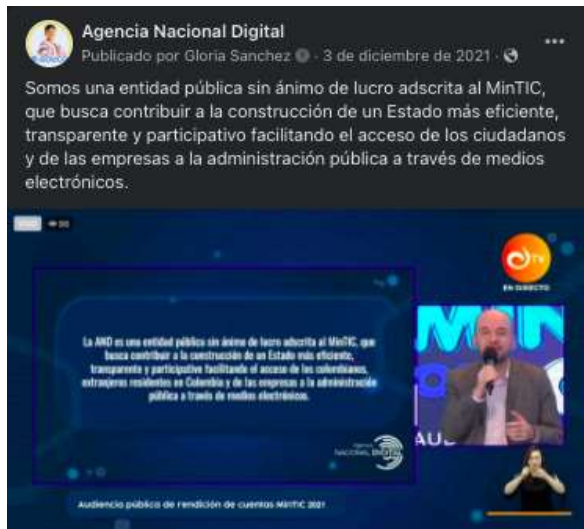 Agencia Nacional Digital
Publicado por Gloria Sanchez · 3 de diciembre de 2021 ·
Somos una entidad pública sin ánimo de lucro adscrita al MinTIC,
que busca contribuir a la construcción de un Estado más eficiente,
transparente y participativo facilitando el acceso de los ciudadanos
y de las empresas a la administración pública a través de medios
electrónicos.
TV
EN DIRECTO
La AND es una entidad pública sin ánimo de lucro adscrita al MinTIC, que
busca contribuir a la construcción de un Estado más eficiente,
transparente y participativo facilitando el acceso de los colombianos,
extranjeros residentes en Colombia y de las empresas a la administración
pública a través de medios electrónicos.
MIN
AUD
Agencia
NACIONAL DIGITAL
Audiencia pública de rendición de cuentas MinTIC 2021